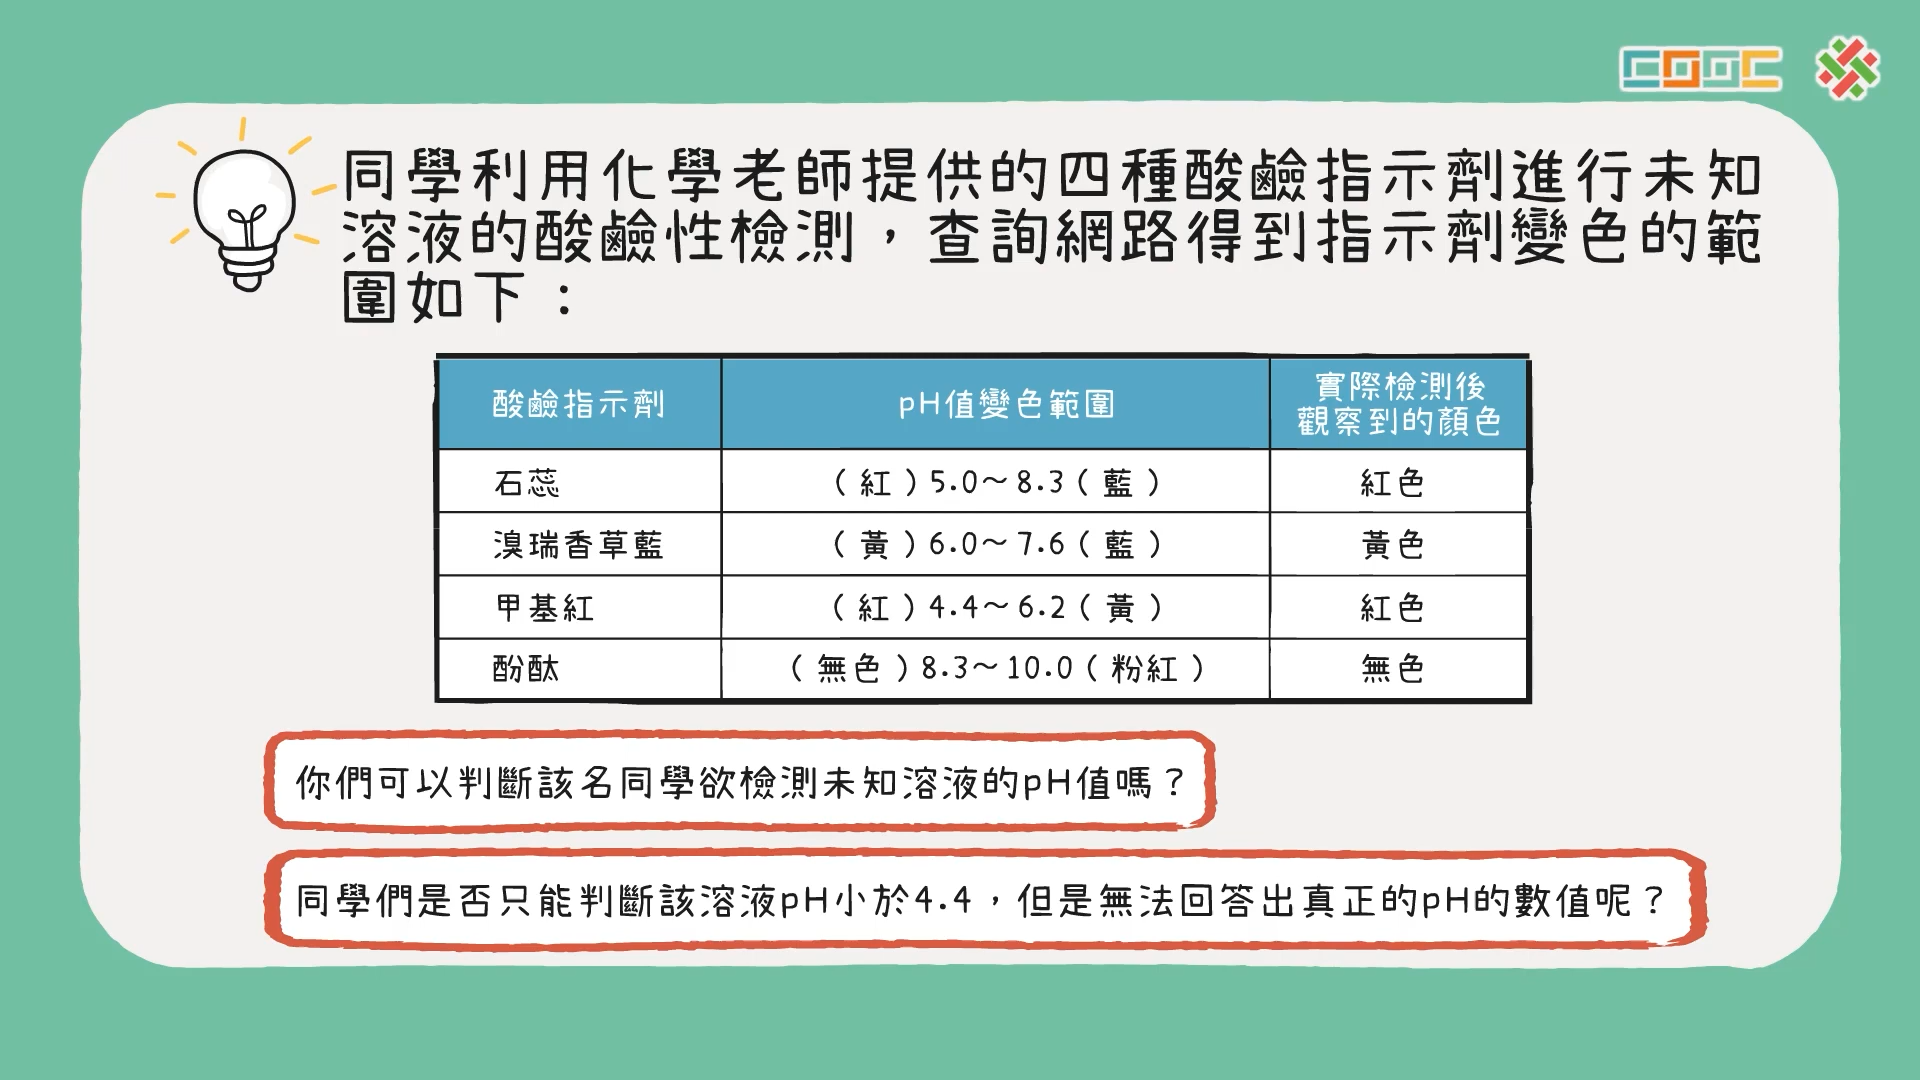 COOC
同學利用化學老師提供的四種酸鹼指示劑進行未知
溶液的酸鹼性檢測，查詢網路得到指示劑變色的範
圍如下：
酸鹼指示劑 pH值變色範圍 實際檢測後
觀察到的顏色
石蕊 （紅）5.0～8.3（藍） 紅色
溴瑞香草藍 （黃）6.0～7.6（藍） 黃色
甲基紅 （紅）4.4～6.2（黃） 紅色
酚酞 （無色）8.3～10.0（粉紅） 無色
你們可以判斷該名同學欲檢測未知溶液的pH值嗎？
同學們是否只能判斷該溶液pH小於4.4，但是無法回答出真正的pH的數值呢？